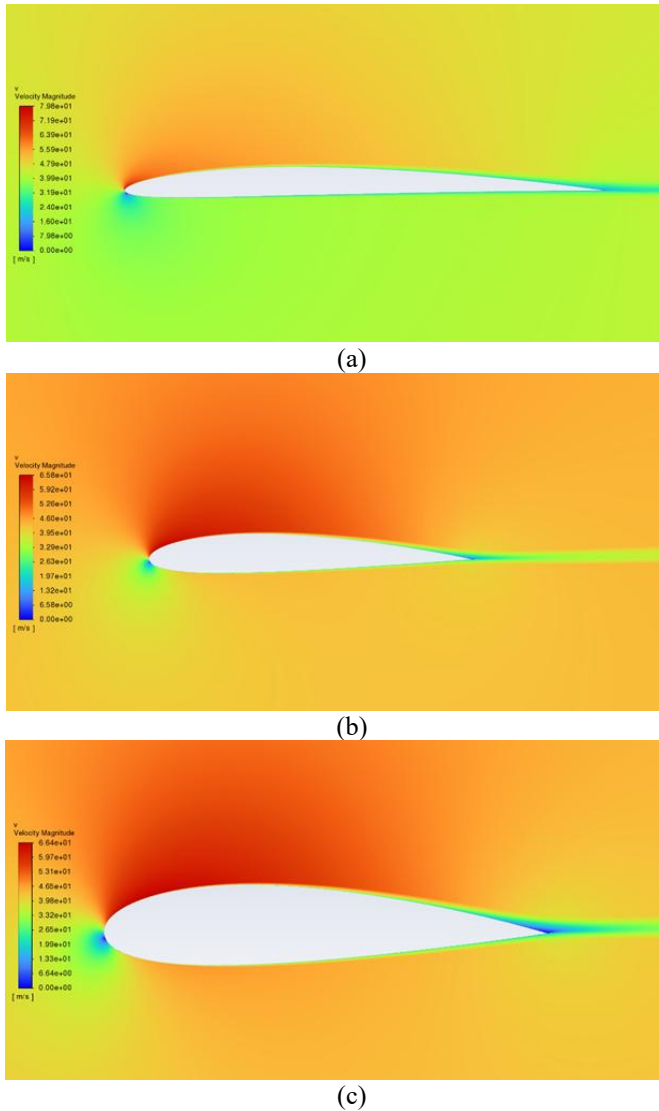 v
Velocity Magnitude
7.98e+01
7.19e+01
6.39e+01
5.59e+01
4.79e+01
3.99e+01
3.19e+01
2.40e+01
1.60e+01
7.98e+00
0.00e+00
[ m/s ]
(a)
v
Velocity Magnitude
6.58e+01
5.92e+01
5.26e+01
4.60e+01
3.95e+01
3.29e+01
2.63e+01
1.97e+01
1.32e+01
6.58e+00
0.00e+00
[ m/s ]
(b)
v
Velocity Magnitude
6.64e+01
5.97e+01
5.31e+01
4.65e+01
3.98e+01
3.32e+01
2.65e+01
1.99e+01
1.33e+01
6.64e+00
0.00e+00
[ m/s ]
(c)